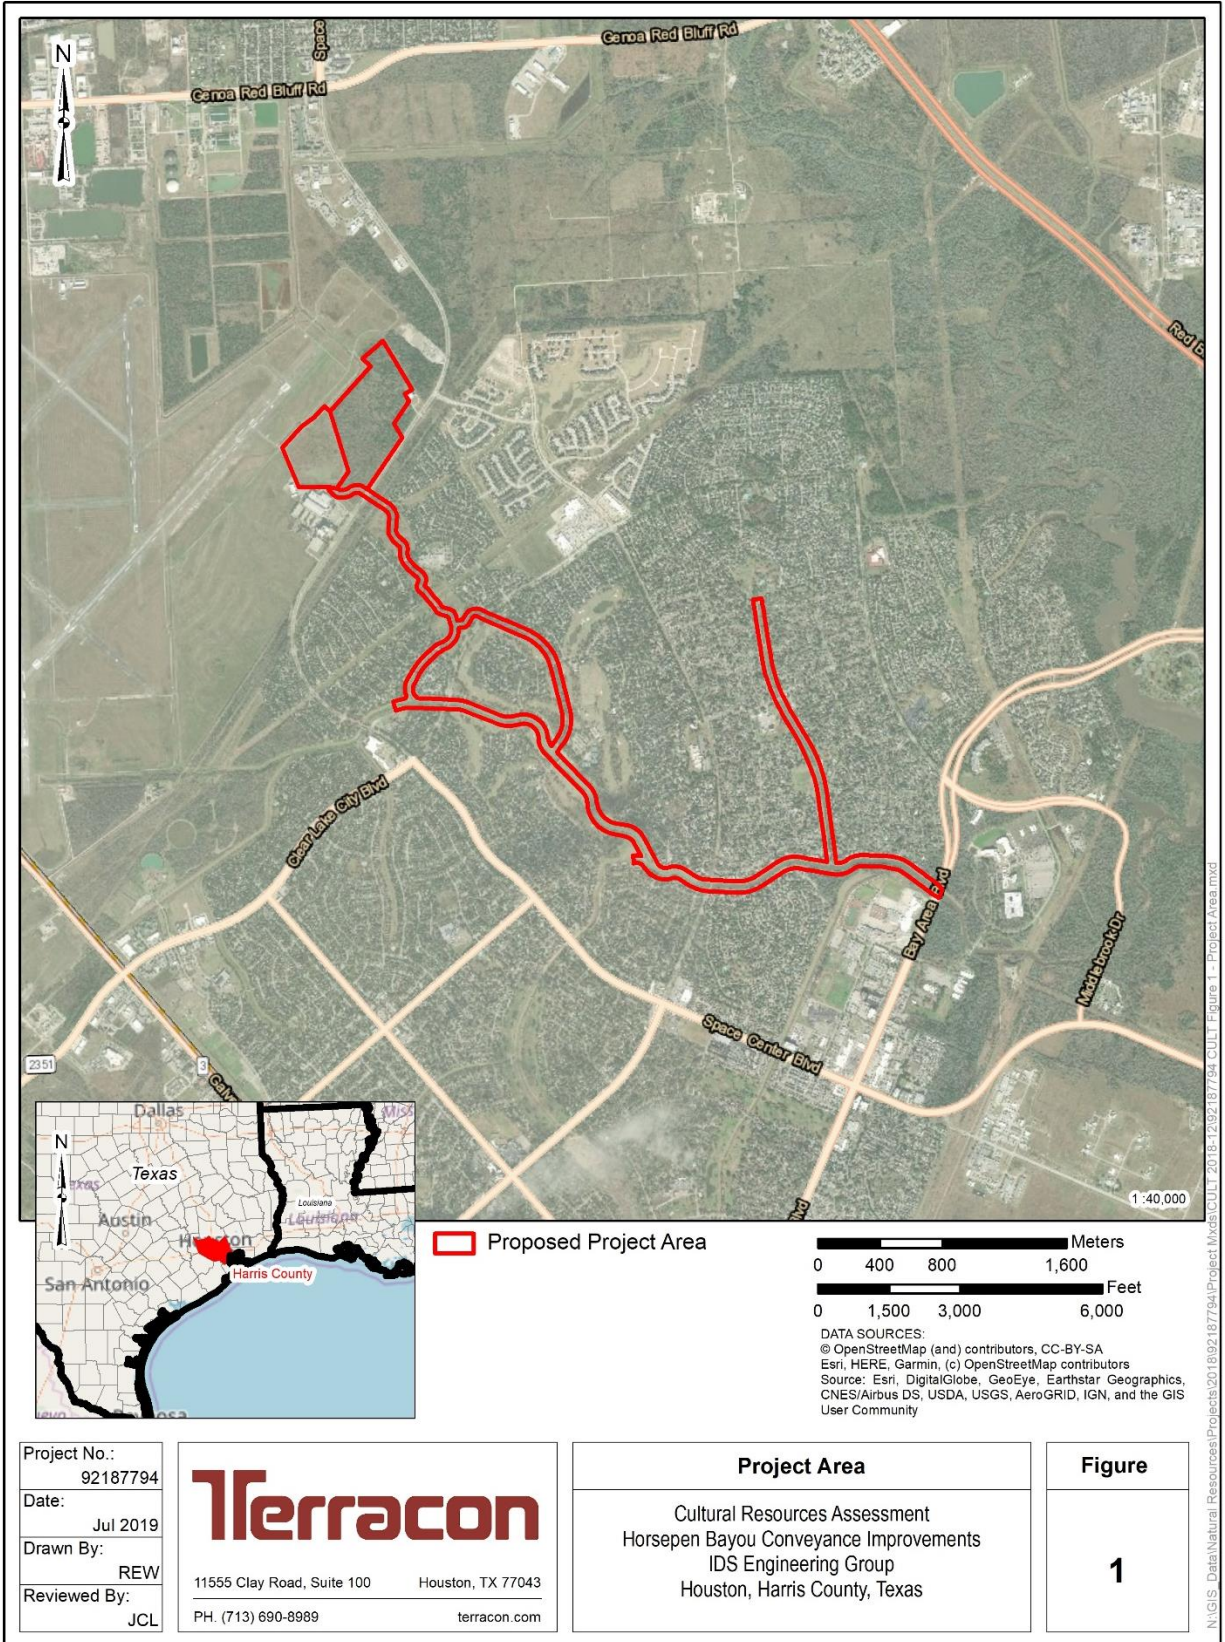 N
Genoa Red Bluff Rd
Genoa Red Bluff Rd
Space
Red B
Clear Lake City Blvd
Bay Area Blvd
Middlebrook Dr
Space Center Blvd
2351
3
Galv
lvd
1:40,000
N
Dallas
Miss
Texas
exas
Louisiana
Louisiana
Austin
Houston
Harris County
San Antonio
Proposed Project Area
Meters
0 400 800 1,600
Feet
0 1,500 3,000 6,000
DATA SOURCES:
© OpenStreetMap (and) contributors, CC-BY-SA
Esri, HERE, Garmin, (c) OpenStreetMap contributors
Source: Esri, DigitalGlobe, GeoEye, Earthstar Geographics,
CNES/Airbus DS, USDA, USGS, AeroGRID, IGN, and the GIS
User Community
N:\GIS_Data\Natural Resources\Projects\2018\92187794\Project Mxds\CULT 2018-12\92187794 CULT Figure 1 - Project Area.mxd
Project No.:
92187794
Date:
Jul 2019
Drawn By:
REW
Reviewed By:
JCL
Terracon
11555 Clay Road, Suite 100 Houston, TX 77043
PH. (713) 690-8989 terracon.com
Project Area
Cultural Resources Assessment
Horsepen Bayou Conveyance Improvements
IDS Engineering Group
Houston, Harris County, Texas
Figure
1